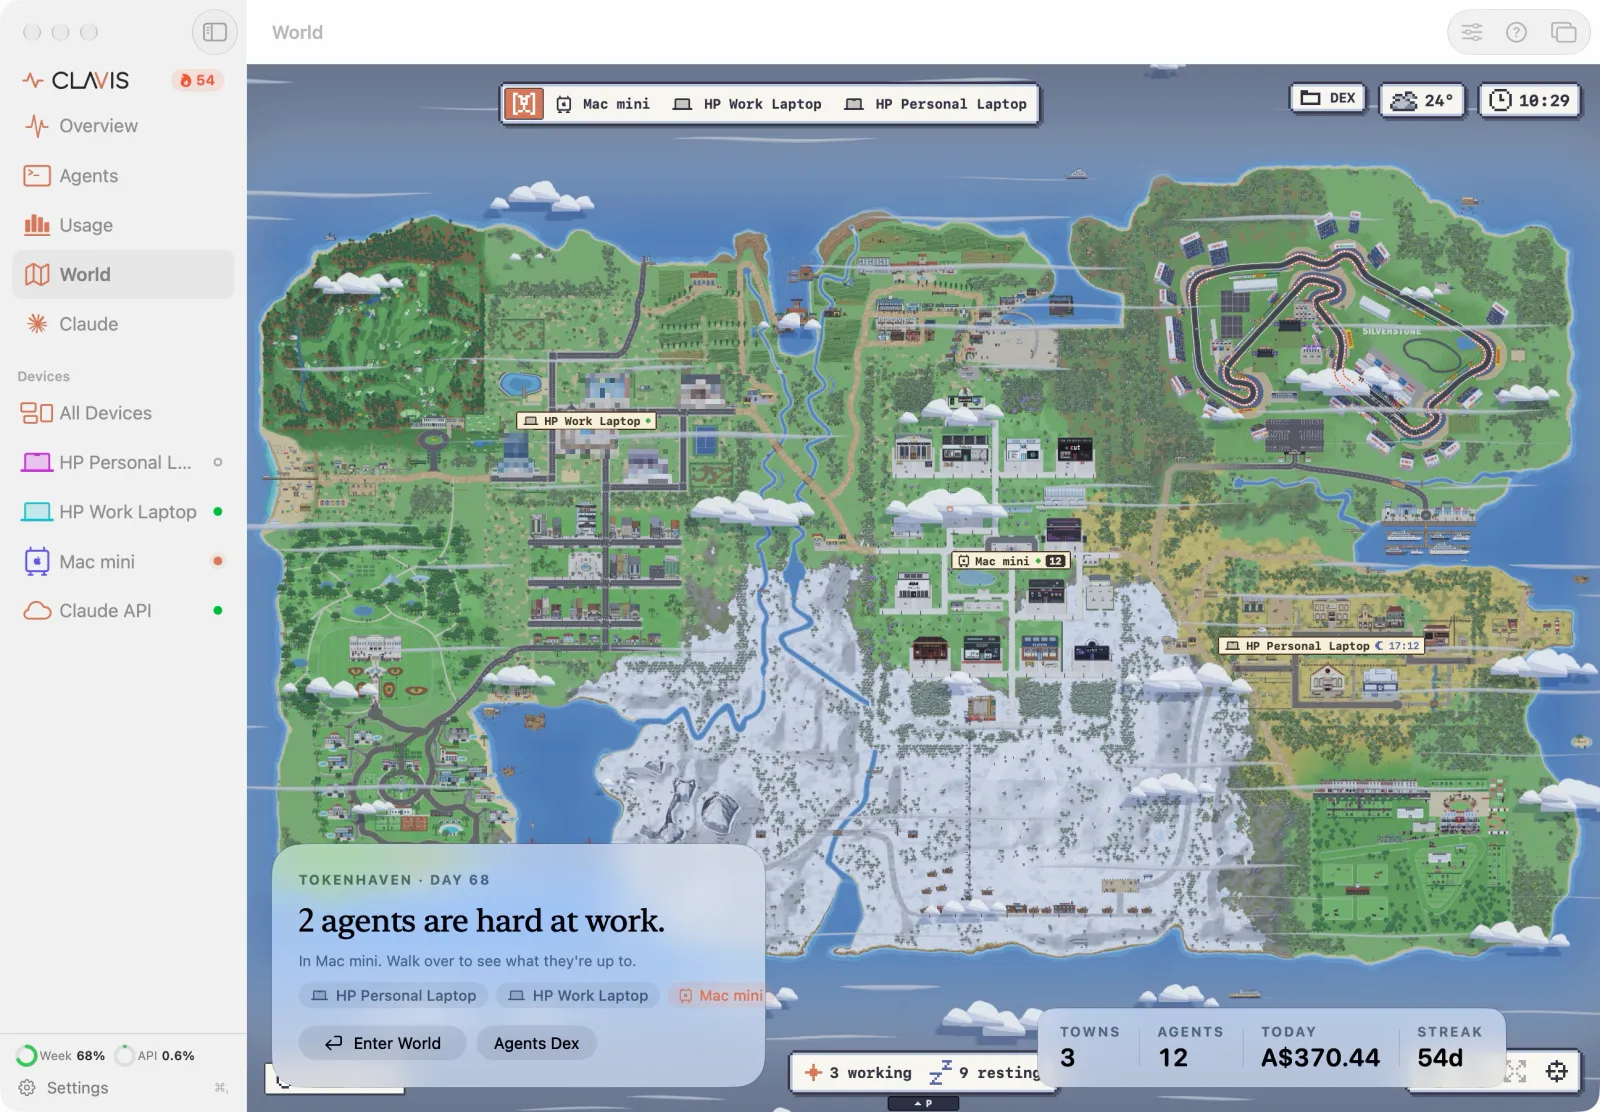 World
CLAVIS
54
Overview
Agents
Usage
World
Claude
Devices
All Devices
HP Personal L...
HP Work Laptop
Mac mini
Claude API
Week 68% API 0.6%
Settings
⌘,
Mac mini HP Work Laptop HP Personal Laptop
DEX
24°
10:29
SILVERSTONE
HP Work Laptop
Mac mini 12
HP Personal Laptop 17:12
TOKENHAVEN · DAY 68
2 agents are hard at work.
In Mac mini. Walk over to see what they're up to.
HP Personal Laptop HP Work Laptop Mac mini
Enter World Agents Dex
3 working 9 resting
P
TOWNS AGENTS TODAY STREAK
3 12 A$370.44 54d